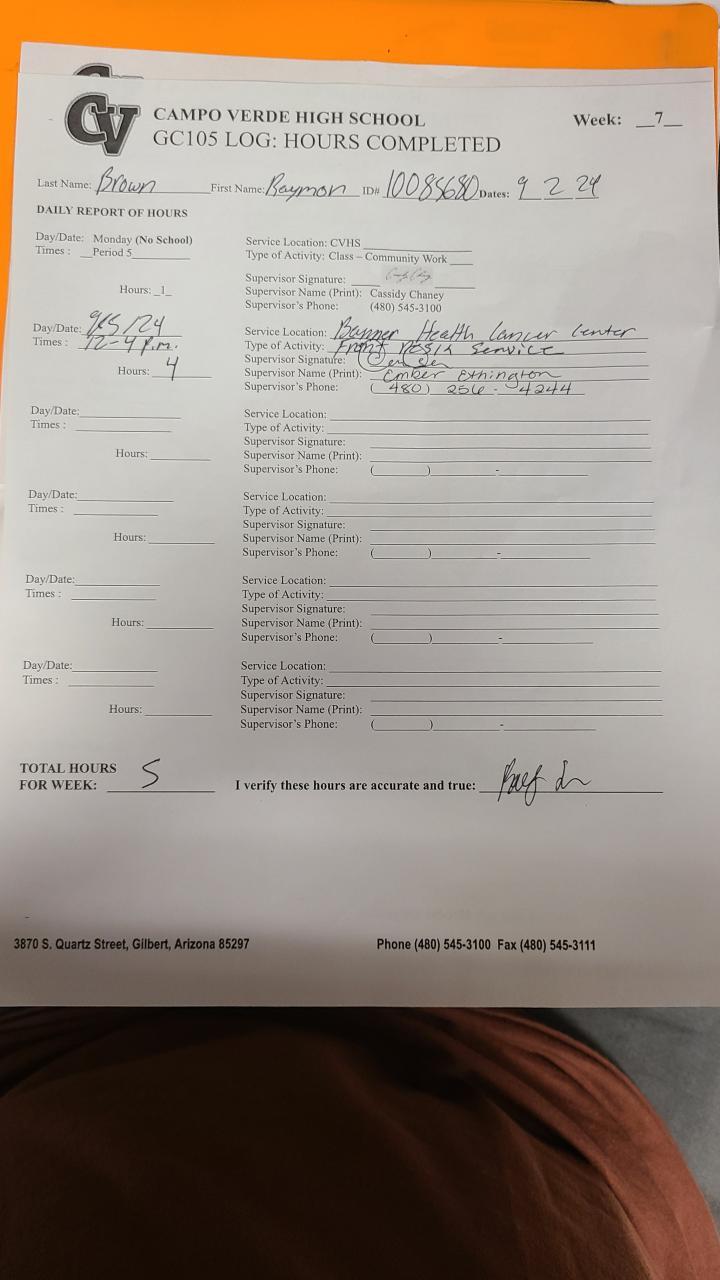 CV
CAMPO VERDE HIGH SCHOOL
Week: __7__
GC105 LOG: HOURS COMPLETED
Last Name: Brown First Name: Raymon ID# 10085680 Dates: 9 2 24
DAILY REPORT OF HOURS
Day/Date: Monday (No School)
Times : __Period 5
Hours: _1_
Service Location: CVHS
Type of Activity: Class – Community Work
Supervisor Signature:
Supervisor Name (Print): Cassidy Chaney
Supervisor's Phone: (480) 545-3100
Day/Date: 9/5/24
Times : 12-4 P.m.
Hours: 4
Service Location: Banner Health Cancer Center
Type of Activity: Front Desk Service
Supervisor Signature:
Supervisor Name (Print): Ember Ethington
Supervisor's Phone: (480) 256-4244
Day/Date:
Times :
Hours:
Service Location:
Type of Activity:
Supervisor Signature:
Supervisor Name (Print):
Supervisor's Phone: ( ) -
Day/Date:
Times :
Hours:
Service Location:
Type of Activity:
Supervisor Signature:
Supervisor Name (Print):
Supervisor's Phone: ( ) -
Day/Date:
Times :
Hours:
Service Location:
Type of Activity:
Supervisor Signature:
Supervisor Name (Print):
Supervisor's Phone: ( ) -
Day/Date:
Times :
Hours:
Service Location:
Type of Activity:
Supervisor Signature:
Supervisor Name (Print):
Supervisor's Phone: ( ) -
TOTAL HOURS
FOR WEEK: 5
I verify these hours are accurate and true:
3870 S. Quartz Street, Gilbert, Arizona 85297
Phone (480) 545-3100 Fax (480) 545-3111